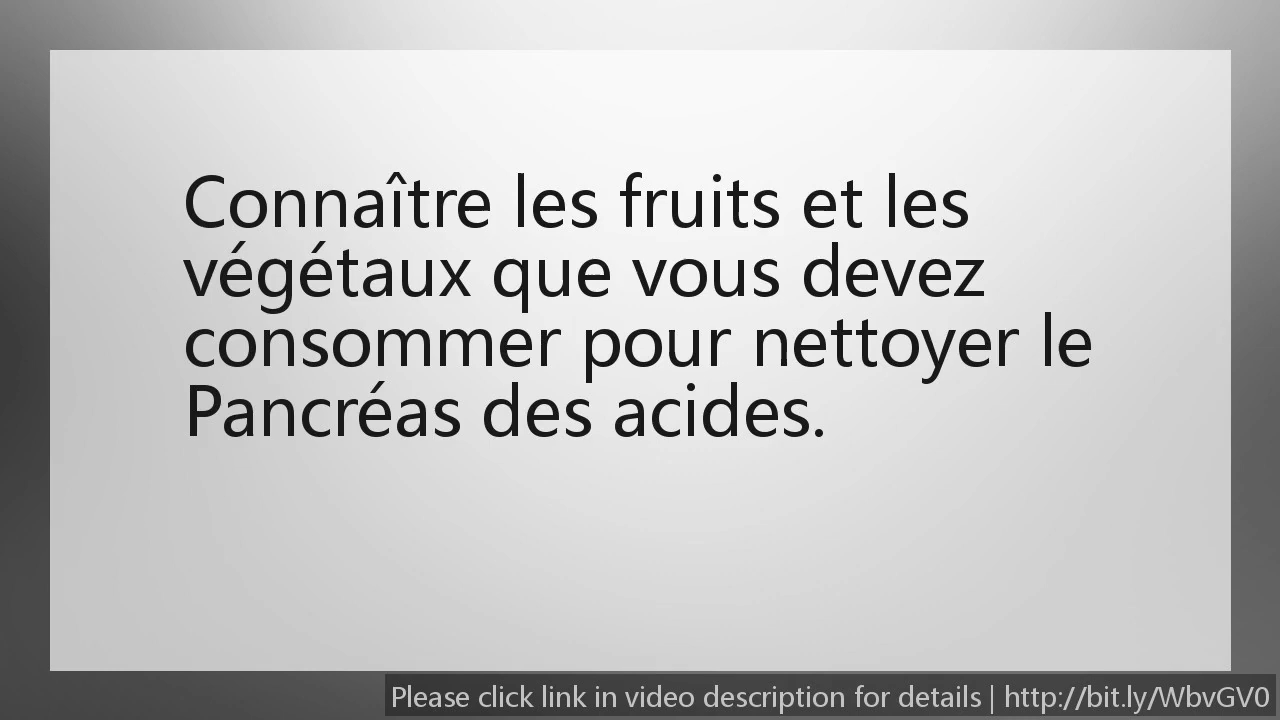 Connaître les fruits et les
végétaux que vous devez
consommer pour nettoyer le
Pancréas des acides.
Please click link in video description for details | http://bit.ly/WbvGV0